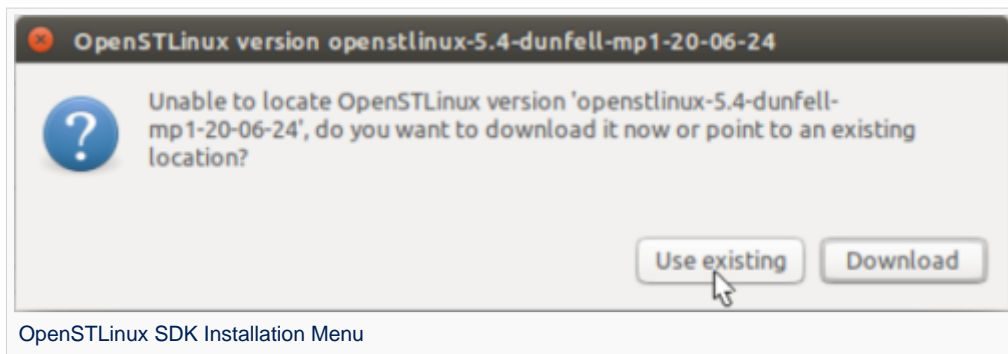 OpenSTLinux version openstlinux-5.4-dunfell-mp1-20-06-24
Unable to locate OpenSTLinux version 'openstlinux-5.4-dunfell-
mp1-20-06-24', do you want to download it now or point to an existing
location?
Use existing
Download
OpenSTLinux SDK Installation Menu